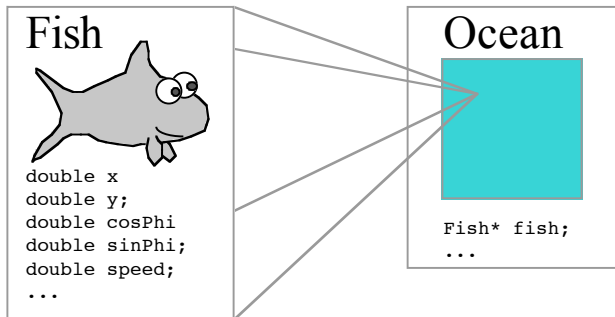 Fish
double x
double y;
double cosPhi
double sinPhi;
double speed;
...
Ocean
Fish* fish;
...